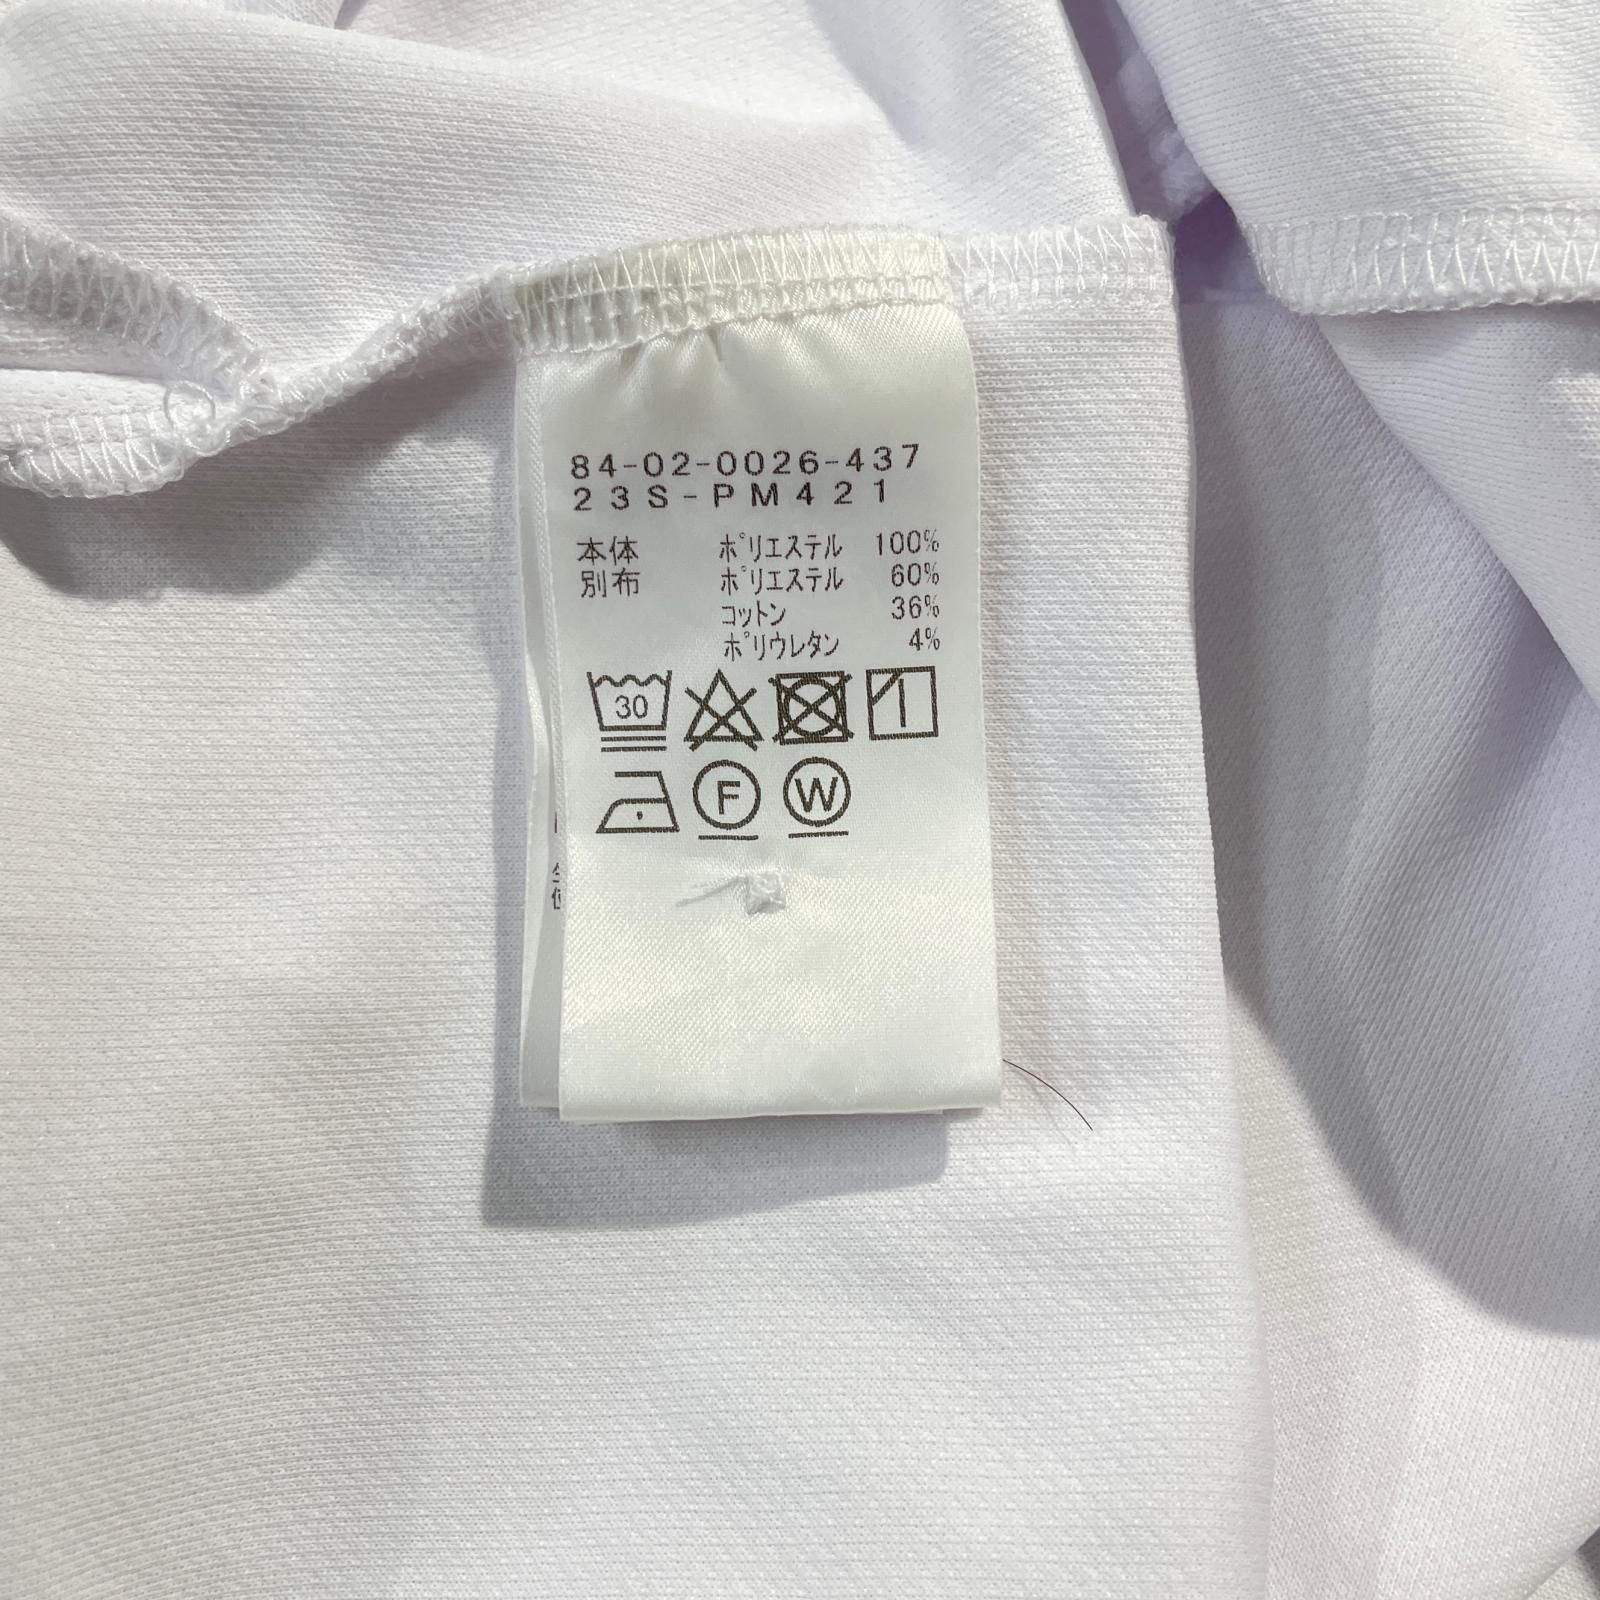 84-02-0026-437
23S-PM421
本体 ポリエステル 100%
別布 ポリエステル 60%
コットン 36%
ポリウレタン 4%
30
F W